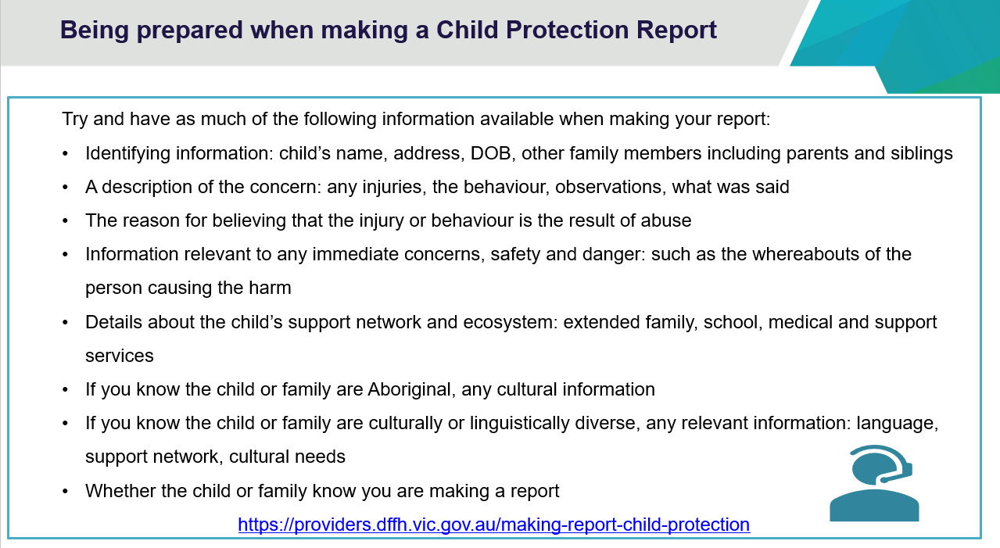 Being prepared when making a Child Protection Report
Try and have as much of the following information available when making your report:
• Identifying information: child’s name, address, DOB, other family members including parents and siblings
• A description of the concern: any injuries, the behaviour, observations, what was said
• The reason for believing that the injury or behaviour is the result of abuse
• Information relevant to any immediate concerns, safety and danger: such as the whereabouts of the
person causing the harm
• Details about the child’s support network and ecosystem: extended family, school, medical and support
services
• If you know the child or family are Aboriginal, any cultural information
• If you know the child or family are culturally or linguistically diverse, any relevant information: language,
support network, cultural needs
• Whether the child or family know you are making a report
https://providers.dffh.vic.gov.au/making-report-child-protection